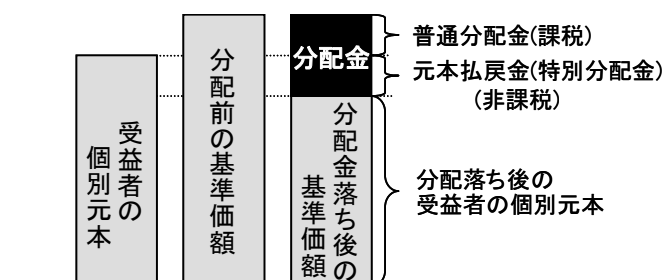 受益者の
個別元本
分配前の基準価額
分配金
分配金落ち後の
基準価額
普通分配金(課税)
元本払戻金(特別分配金)
(非課税)
分配落ち後の
受益者の個別元本